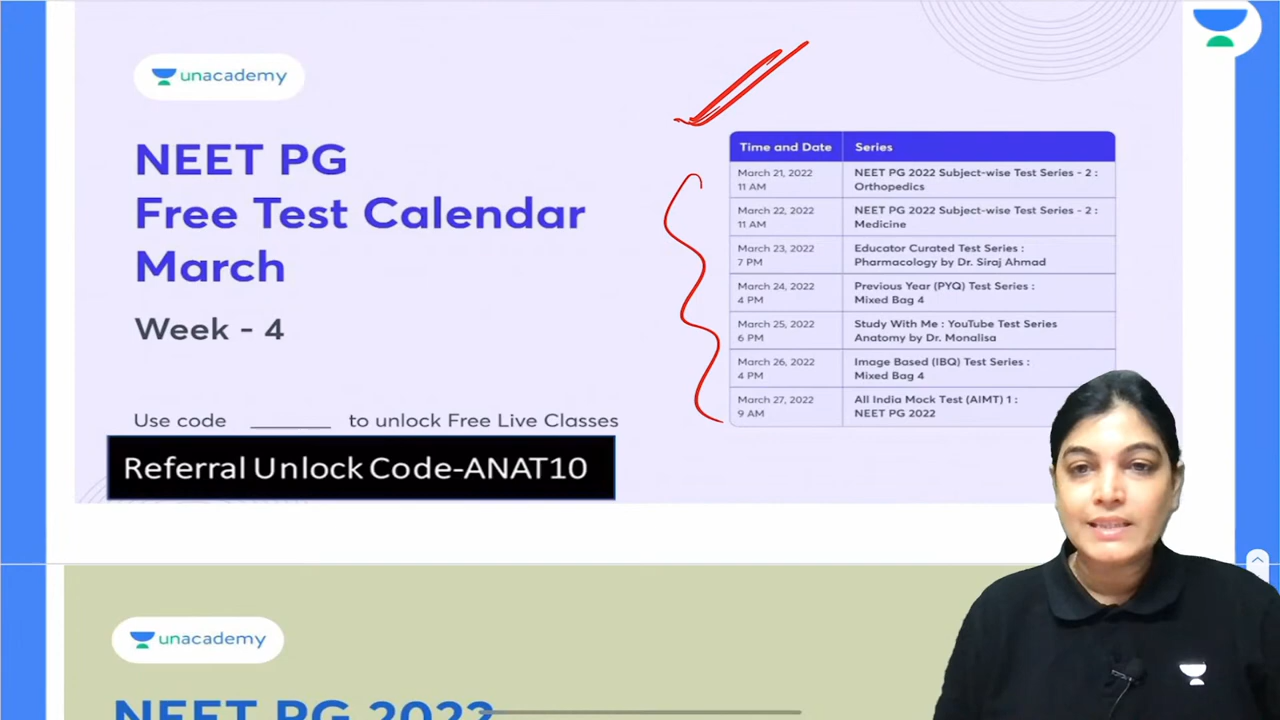 unacademy
NEET PG
Free Test Calendar
March
Week - 4
Use code ________ to unlock Free Live Classes
Referral Unlock Code-ANAT10
Time and Date Series
March 21, 2022 NEET PG 2022 Subject-wise Test Series - 2 :
11 AM Orthopedics
March 22, 2022 NEET PG 2022 Subject-wise Test Series - 2 :
11 AM Medicine
March 23, 2022 Educator Curated Test Series :
7 PM Pharmacology by Dr. Siraj Ahmad
March 24, 2022 Previous Year (PYQ) Test Series :
4 PM Mixed Bag 4
March 25, 2022 Study With Me : YouTube Test Series
6 PM Anatomy by Dr. Monalisa
March 26, 2022 Image Based (IBQ) Test Series :
4 PM Mixed Bag 4
March 27, 2022 All India Mock Test (AIMT) 1 :
9 AM NEET PG 2022
unacademy
NEET PG 2022